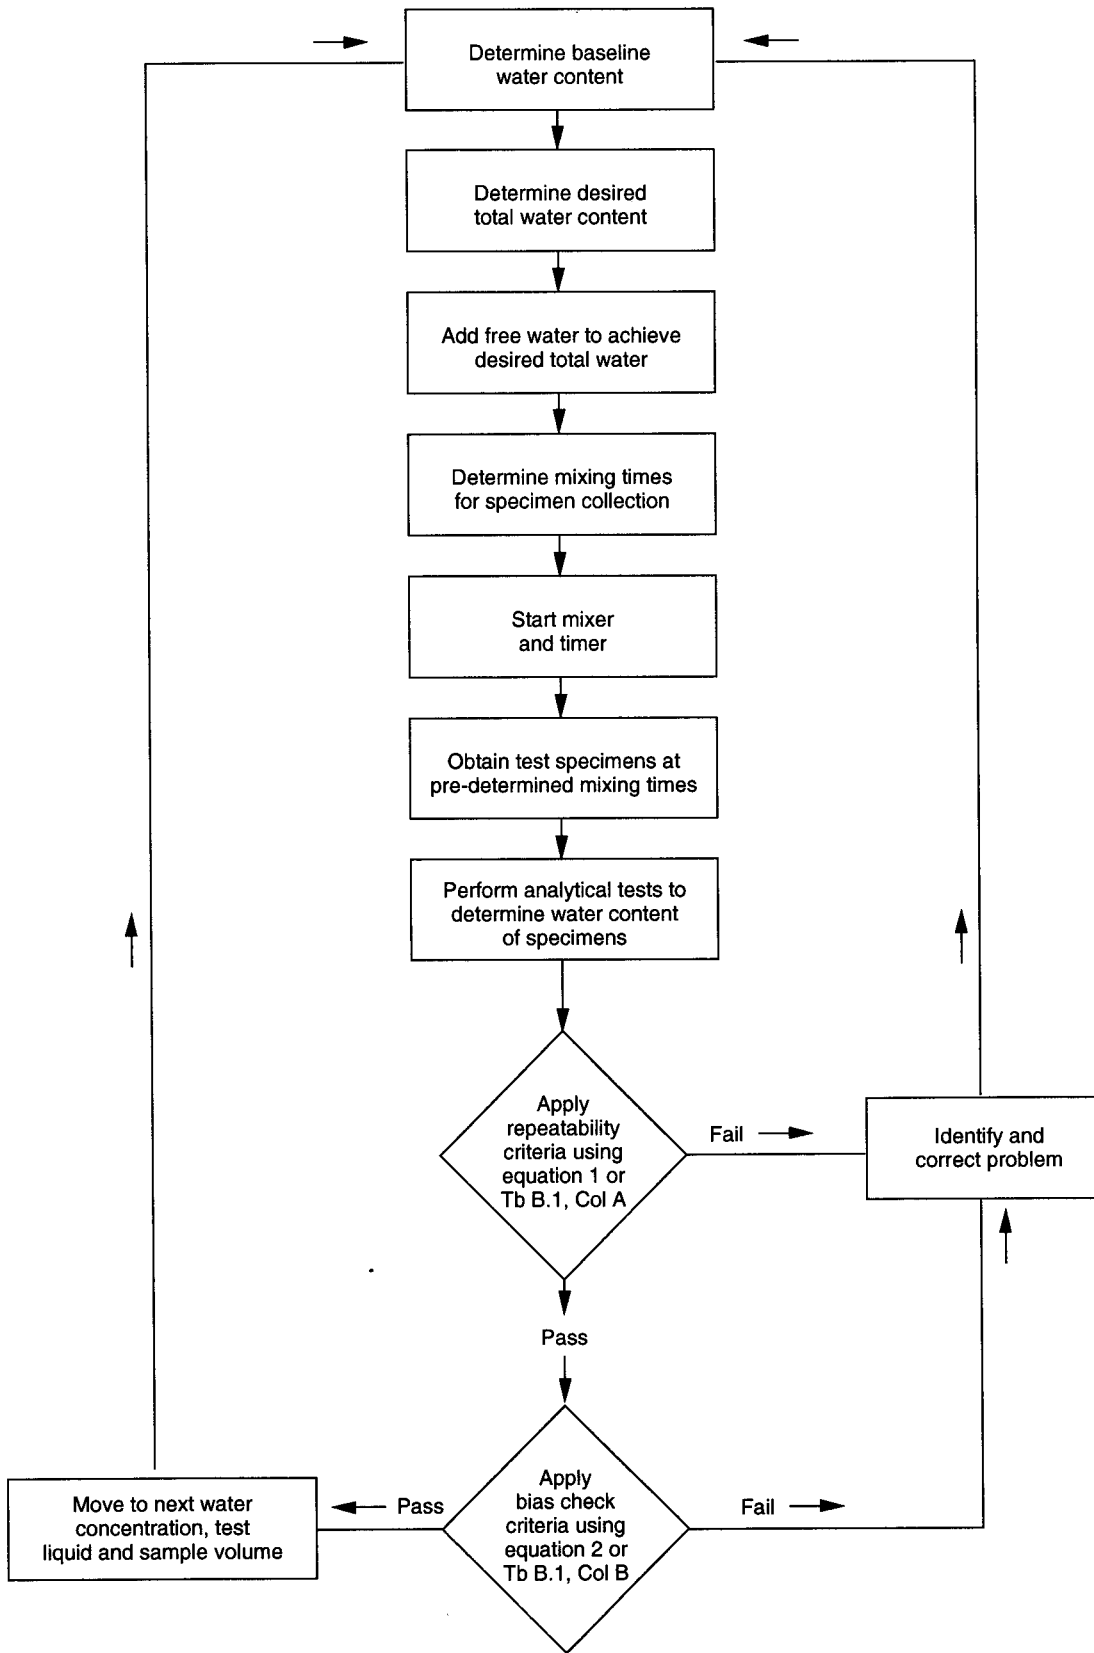 Determine baseline
water content
Determine desired
total water content
Add free water to achieve
desired total water
Determine mixing times
for specimen collection
Start mixer
and timer
Obtain test specimens at
pre-determined mixing times
Perform analytical tests to
determine water content
of specimens
Apply
repeatability
criteria using
equation 1 or
Tb B.1, Col A
Fail
Identify and
correct problem
Pass
Apply
bias check
criteria using
equation 2 or
Tb B.1, Col B
Pass
Fail
Move to next water
concentration, test
liquid and sample volume